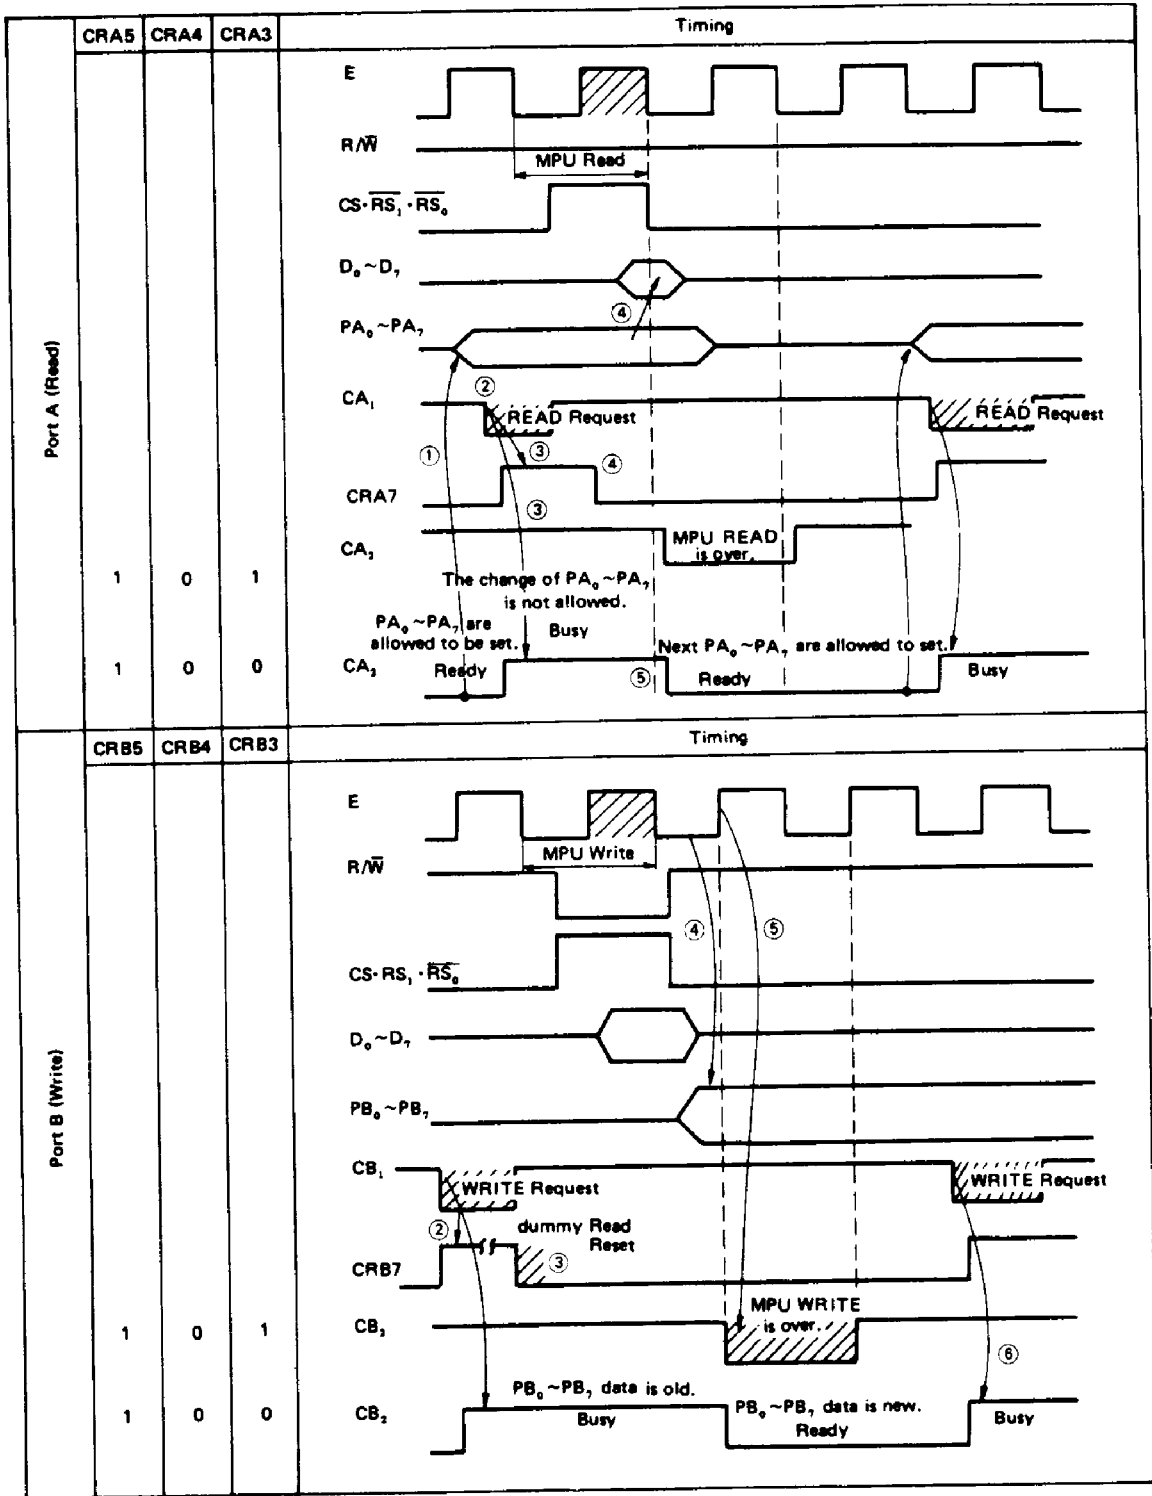 CRA5 CRA4 CRA3 Timing
Port A (Read)
E
R/W̅
MPU Read
CS·R̅S̅₁·R̅S̅₀
D₀~D₇
④
PA₀~PA₇
②
CA₁
READ Request
READ Request
①
③
④
CRA7
③
CA₂
MPU READ
is over.
1 0 1
The change of PA₀~PA₇
is not allowed.
PA₀~PA₇ are
allowed to be set.
Busy
Next PA₀~PA₇ are allowed to set.
1 0 0
CA₂
Ready
⑤
Ready
Busy
CRB5 CRB4 CRB3 Timing
Port B (Write)
E
MPU Write
R/W̅
④
⑤
CS·RS₁·R̅S̅₀
D₀~D₇
PB₀~PB₇
CB₁
WRITE Request
WRITE Request
②
dummy Read
Reset
③
CRB7
MPU WRITE
is over.
1 0 1
CB₂
⑥
PB₀~PB₇ data is old.
PB₀~PB₇ data is new.
1 0 0
CB₂
Busy
Ready
Busy